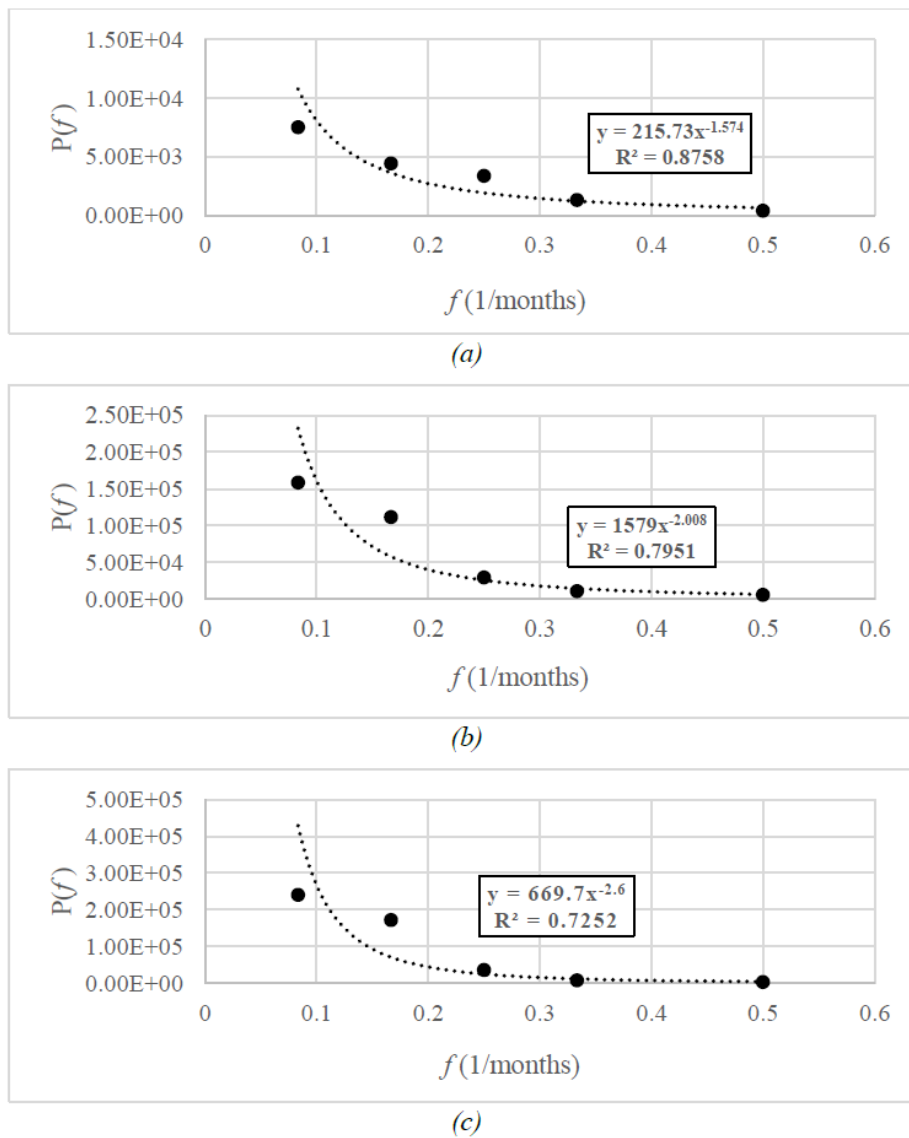 1.50E+04
1.00E+04
5.00E+03
0.00E+00
P(f)
y = 215.73x^-1.574
R² = 0.8758
0 0.1 0.2 0.3 0.4 0.5 0.6
f (1/months)
(a)
2.50E+05
2.00E+05
1.50E+05
1.00E+05
5.00E+04
0.00E+00
P(f)
y = 1579x^-2.008
R² = 0.7951
0 0.1 0.2 0.3 0.4 0.5 0.6
f (1/months)
(b)
5.00E+05
4.00E+05
3.00E+05
2.00E+05
1.00E+05
0.00E+00
P(f)
y = 669.7x^-2.6
R² = 0.7252
0 0.1 0.2 0.3 0.4 0.5 0.6
f (1/months)
(c)